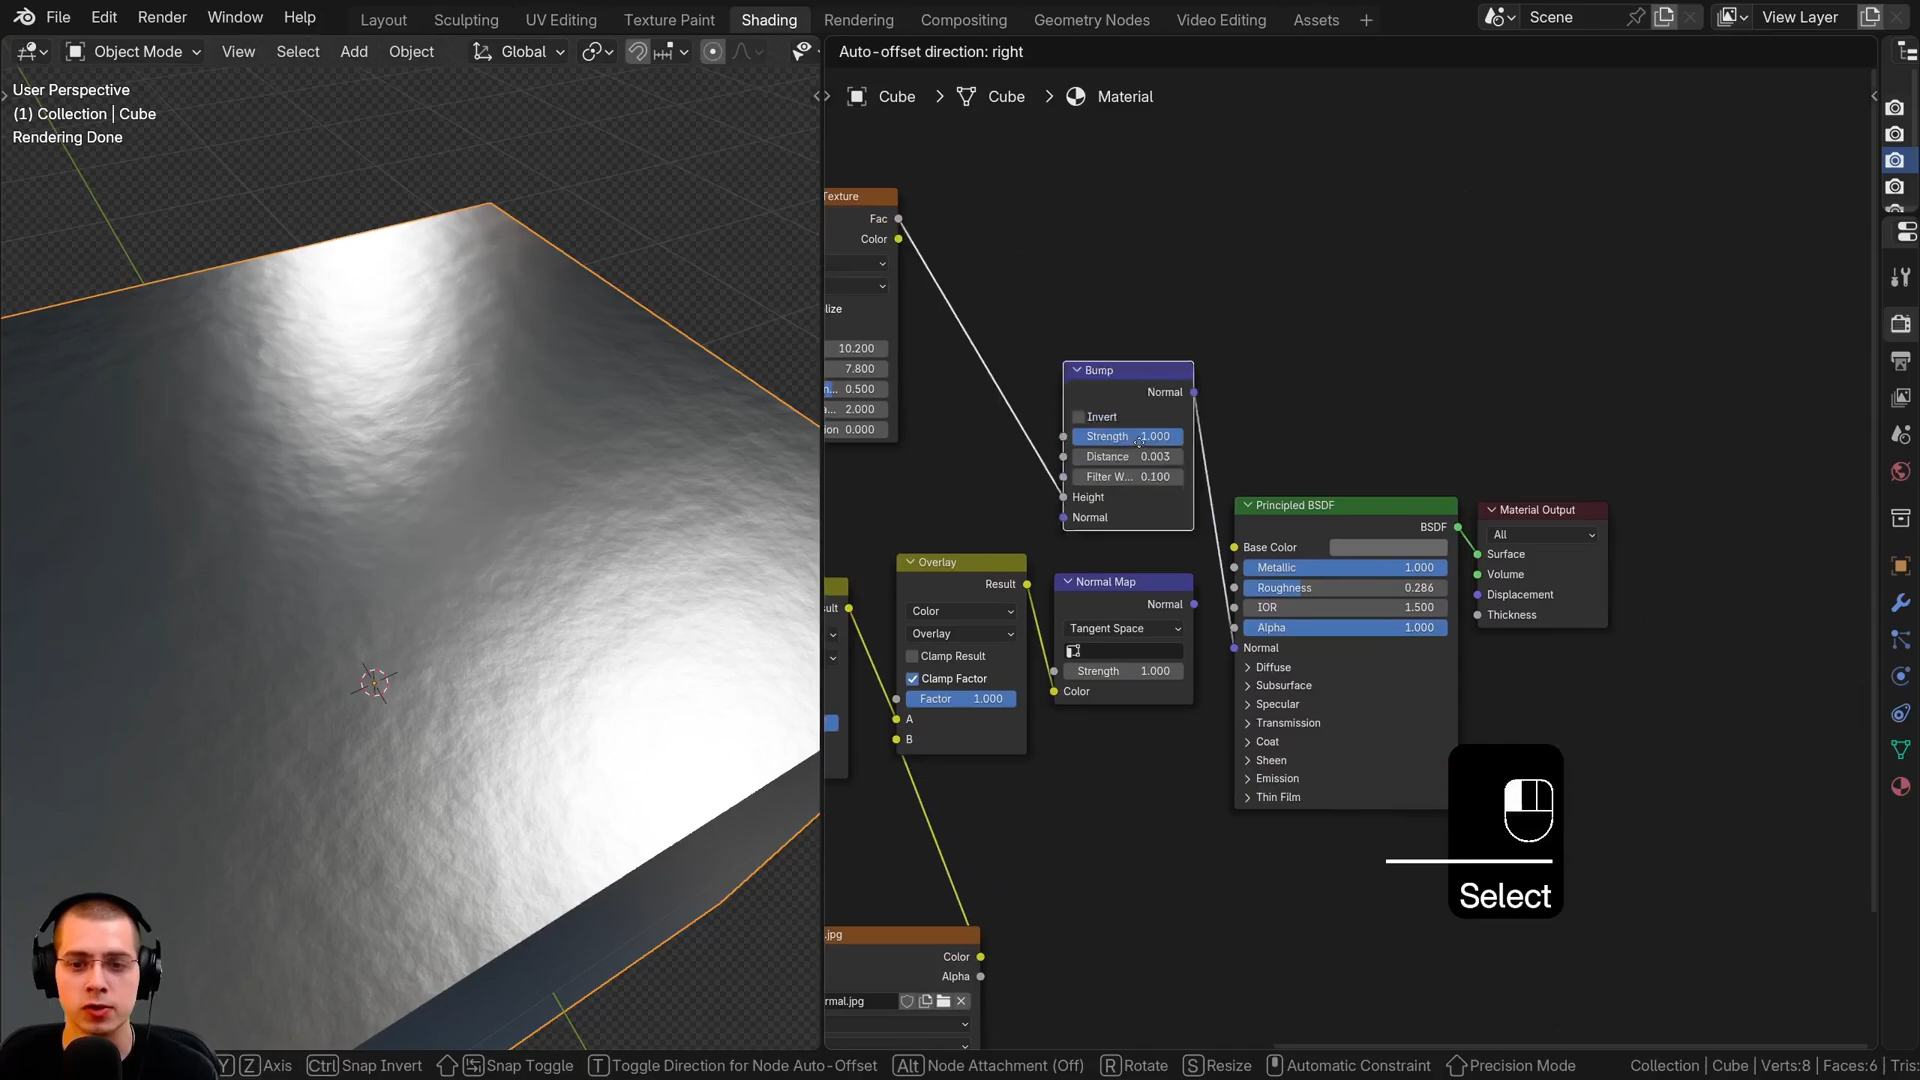 File Edit Render Window Help Layout Sculpting UV Editing Texture Paint Shading Rendering Compositing Geometry Nodes Video Editing Assets + Scene View Layer
Object Mode View Select Add Object Global
Auto-offset direction: right
User Perspective
(1) Collection | Cube
Rendering Done
Cube > Cube > Material
Texture
Fac
Color
lize
10.200
7.800
n... 0.500
a... 2.000
ion 0.000
Bump
Normal
Invert
Strength 1.000
Distance 0.003
Filter W... 0.100
Height
Normal
ult
Overlay
Result
Color
Overlay
Clamp Result
Clamp Factor
Factor 1.000
A
B
Normal Map
Normal
Tangent Space
Strength 1.000
Color
Principled BSDF
BSDF
Base Color
Metallic 1.000
Roughness 0.286
IOR 1.500
Alpha 1.000
Normal
Diffuse
Subsurface
Specular
Transmission
Coat
Sheen
Emission
Thin Film
Material Output
All
Surface
Volume
Displacement
Thickness
.jpg
Color
Alpha
rmal.jpg
Select
Y Z Axis Ctrl Snap Invert Snap Toggle T Toggle Direction for Node Auto-Offset Alt Node Attachment (Off) R Rotate S Resize Automatic Constraint Precision Mode Collection | Cube | Verts:8 | Faces:6 | Tris: